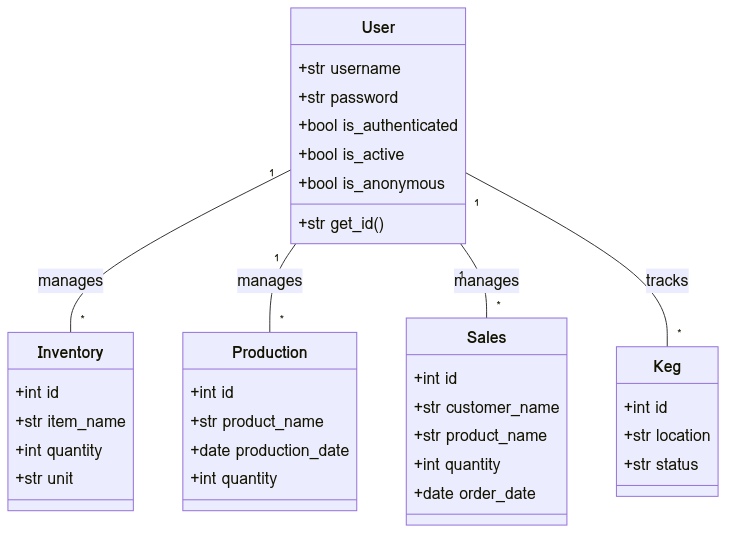 User
+str username
+str password
+bool is_authenticated
+bool is_active
+bool is_anonymous
+str get_id()
1
1
1
1
manages
manages
manages
tracks
*
*
*
*
Inventory
+int id
+str item_name
+int quantity
+str unit
Production
+int id
+str product_name
+date production_date
+int quantity
Sales
+int id
+str customer_name
+str product_name
+int quantity
+date order_date
Keg
+int id
+str location
+str status